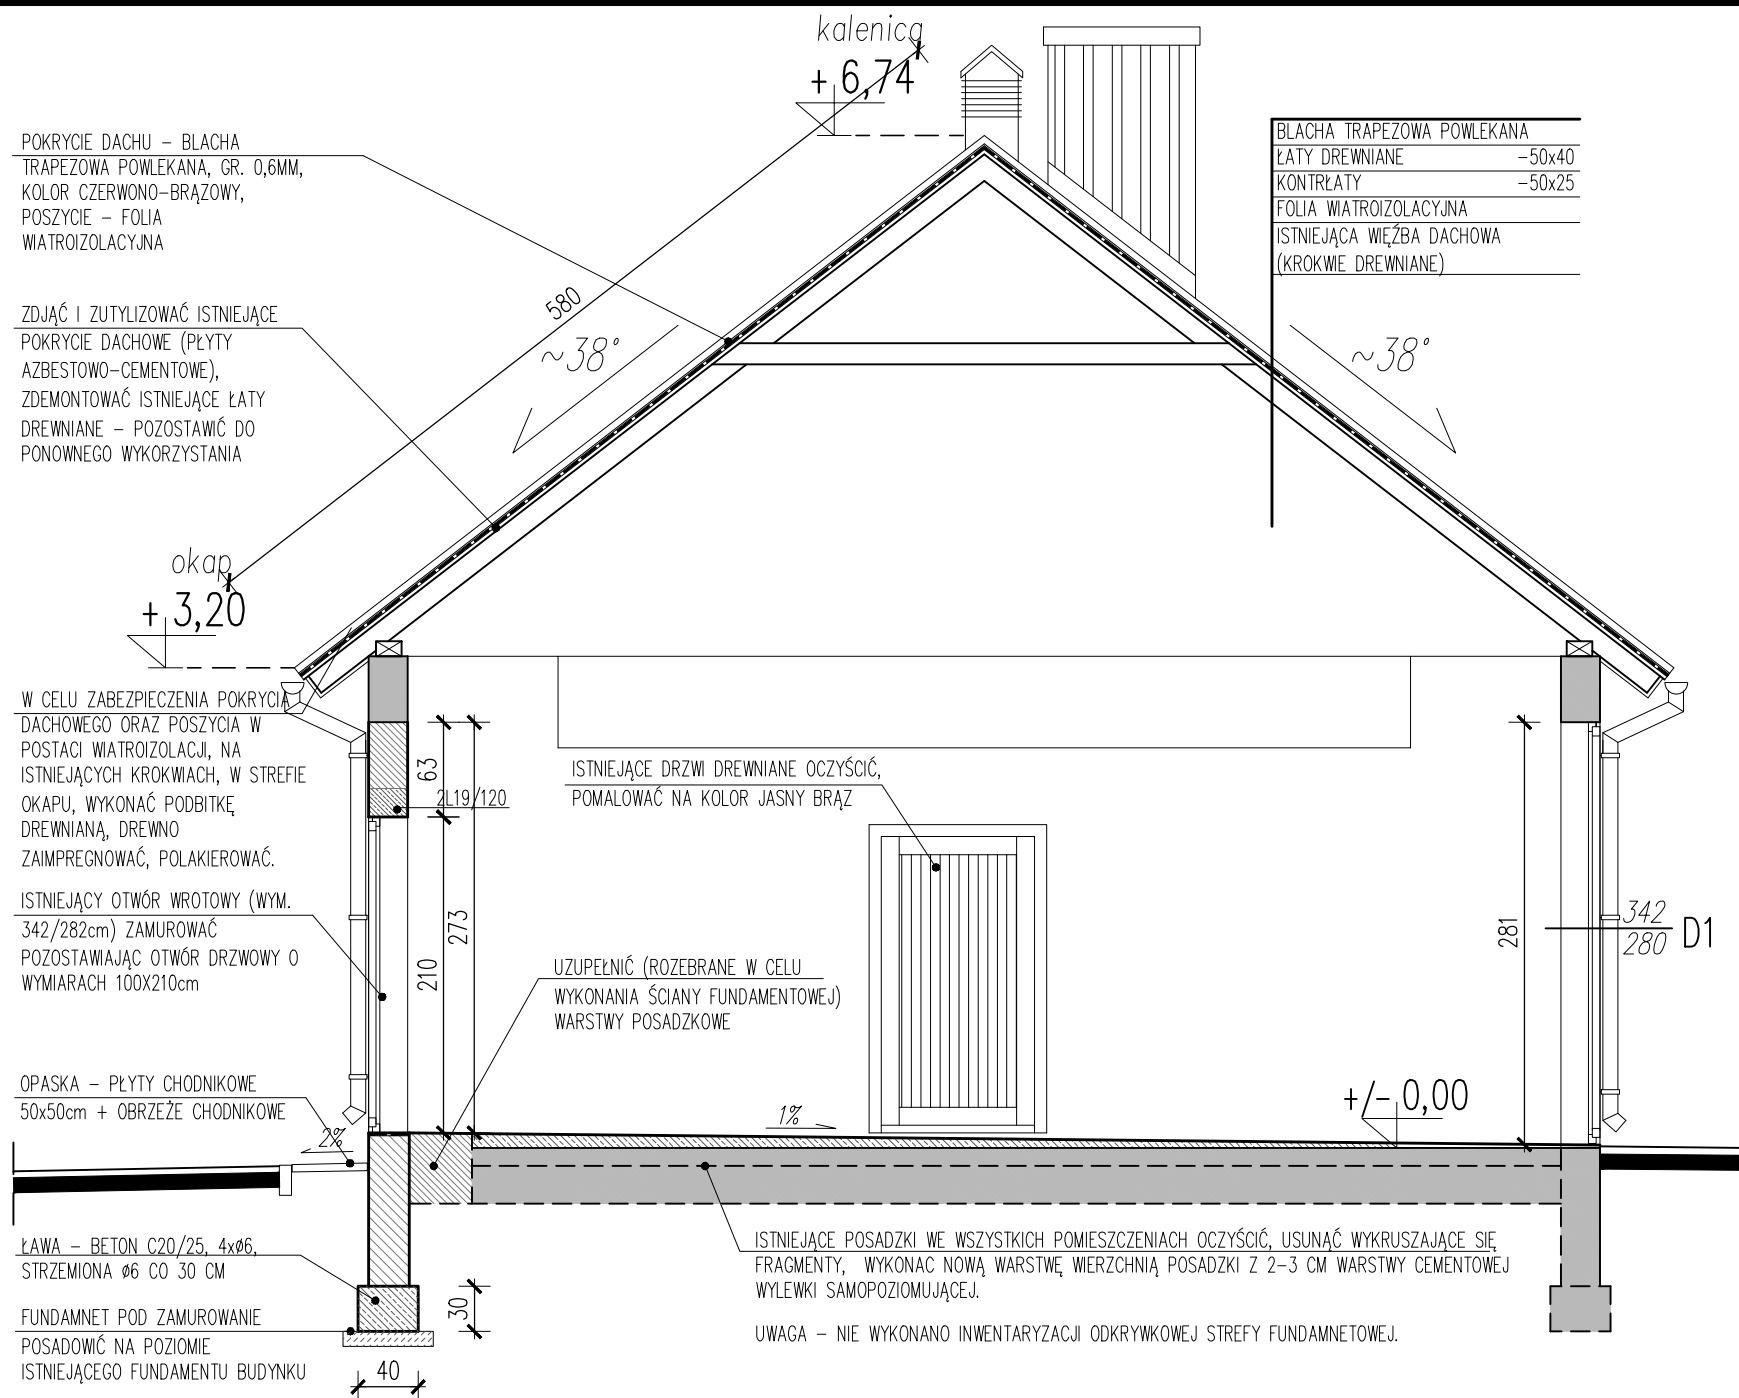 kalenica
+ 6,74
POKRYCIE DACHU – BLACHA
TRAPEZOWA POWLEKANA, GR. 0,6MM,
KOLOR CZERWONO–BRĄZOWY,
POSZYCIE – FOLIA
WIATROIZOLACYJNA
BLACHA TRAPEZOWA POWLEKANA
ŁATY DREWNIANE –50x40
KONTRŁATY –50x25
FOLIA WIATROIZOLACYJNA
ISTNIEJĄCA WIĘŹBA DACHOWA
(KROKWIE DREWNIANE)
580
~38°
~38°
ZDJĄĆ I ZUTYLIZOWAĆ ISTNIEJĄCE
POKRYCIE DACHOWE (PŁYTY
AZBESTOWO–CEMENTOWE),
ZDEMONTOWAĆ ISTNIEJĄCE ŁATY
DREWNIANE – POZOSTAWIĆ DO
PONOWNEGO WYKORZYSTANIA
okap
+ 3,20
W CELU ZABEZPIECZENIA POKRYCIA
DACHOWEGO ORAZ POSZYCIA W
POSTACI WIATROIZOLACJI, NA
ISTNIEJĄCYCH KROKWIACH, W STREFIE
OKAPU, WYKONAĆ PODBITKĘ
DREWNIANĄ, DREWNO
ZAIMPREGNOWAĆ, POLAKIEROWAĆ.
63
2L19/120
210
273
ISTNIEJĄCE DRZWI DREWNIANE OCZYŚCIĆ,
POMALOWAĆ NA KOLOR JASNY BRĄZ
281
342
280
D1
ISTNIEJĄCY OTWÓR WROTOWY (WYM.
342/282cm) ZAMUROWAĆ
POZOSTAWIAJĄC OTWÓR DRZWOWY O
WYMIARACH 100X210cm
UZUPEŁNIĆ (ROZEBRANE W CELU
WYKONANIA ŚCIANY FUNDAMENTOWEJ)
WARSTWY POSADZKOWE
OPASKA – PŁYTY CHODNIKOWE
50x50cm + OBRZEŻE CHODNIKOWE
2%
1%
+/– 0,00
ŁAWA – BETON C20/25, 4xø6,
STRZEMIONA ø6 CO 30 CM
FUNDAMNET POD ZAMUROWANIE
POSADOWIĆ NA POZIOMIE
ISTNIEJĄCEGO FUNDAMENTU BUDYNKU
30
40
ISTNIEJĄCE POSADZKI WE WSZYSTKICH POMIESZCZENIACH OCZYŚCIĆ, USUNĄĆ WYKRUSZAJĄCE SIĘ
FRAGMENTY, WYKONAC NOWĄ WARSTWĘ WIERZCHNIĄ POSADZKI Z 2–3 CM WARSTWY CEMENTOWEJ
WYLEWKI SAMOPOZIOMUJĄCEJ.
UWAGA – NIE WYKONANO INWENTARYZACJI ODKRYWKOWEJ STREFY FUNDAMNETOWEJ.